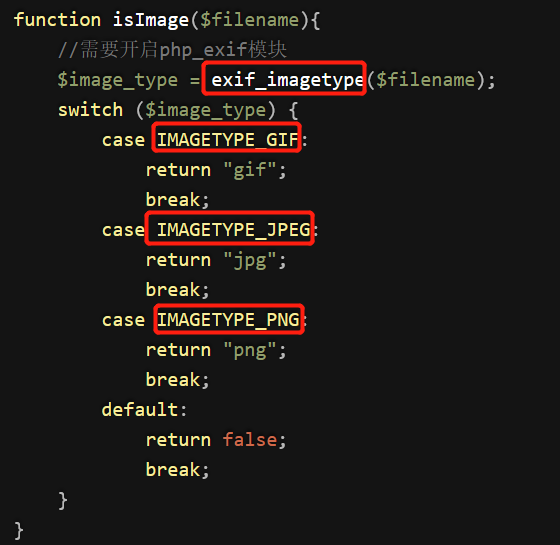 function isImage($filename){
    //需要开启php_exif模块
    $image_type = exif_imagetype($filename);
    switch ($image_type) {
        case IMAGETYPE_GIF:
            return "gif";
            break;
        case IMAGETYPE_JPEG:
            return "jpg";
            break;
        case IMAGETYPE_PNG:
            return "png";
            break;
        default:
            return false;
            break;
    }
}